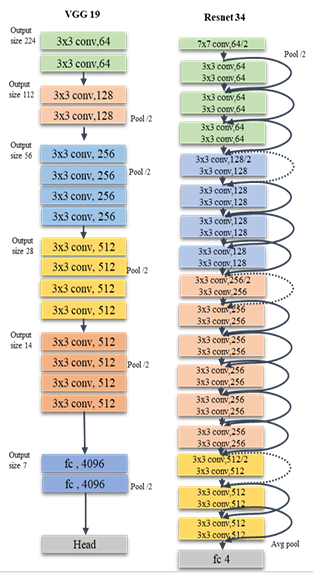 VGG 19
Output
size 224
3x3 conv,64
3x3 conv,64
Output
size 112
3x3 conv,128
3x3 conv,128
Pool /2
Output
size 56
3x3 conv, 256
3x3 conv, 256
Pool /2
3x3 conv, 256
3x3 conv, 256
Output
size 28
3x3 conv, 512
3x3 conv, 512
Pool /2
3x3 conv, 512
3x3 conv, 512
Output
size 14
3x3 conv, 512
3x3 conv, 512
Pool /2
3x3 conv, 512
3x3 conv, 512
Output
size 7
fc , 4096
fc , 4096
Pool /2
Head
Resnet 34
7x7 conv,64/2
Pool /2
3x3 conv,64
3x3 conv,64
3x3 conv,64
3x3 conv,64
3x3 conv,64
3x3 conv,64
3x3 conv,128/2
3x3 conv,128
3x3 conv,128
3x3 conv,128
3x3 conv,128
3x3 conv,128
3x3 conv,128
3x3 conv,128
3x3 conv,256/2
3x3 conv,256
3x3 conv,256
3x3 conv,256
3x3 conv,256
3x3 conv,256
3x3 conv,256
3x3 conv,256
3x3 conv,256
3x3 conv,256
3x3 conv,256
3x3 conv,256
3x3 conv,512/2
3x3 conv,512
3x3 conv,512
3x3 conv,512
3x3 conv,512
3x3 conv,512
Avg pool
fc 4